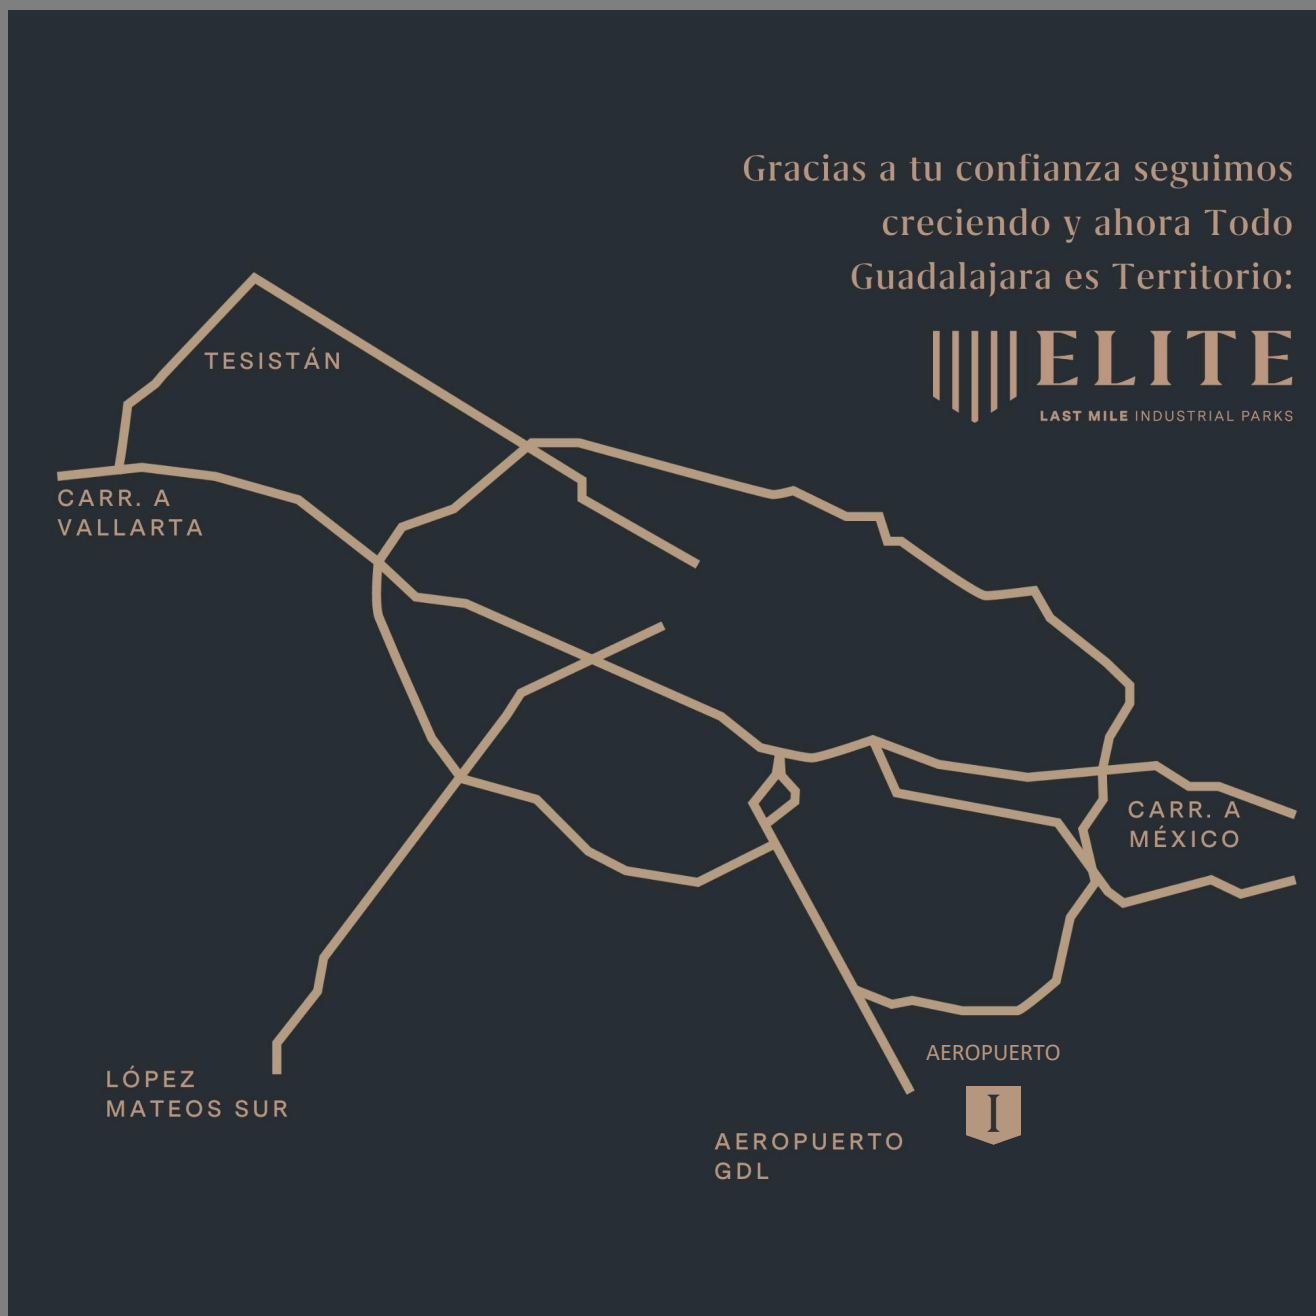 Gracias a tu confianza seguimos
creciendo y ahora Todo
Guadalajara es Territorio:
ELITE
LAST MILE INDUSTRIAL PARKS
TESISTÁN
CARR. A
VALLARTA
CARR. A
MÉXICO
LÓPEZ
MATEOS SUR
AEROPUERTO
I
AEROPUERTO
GDL